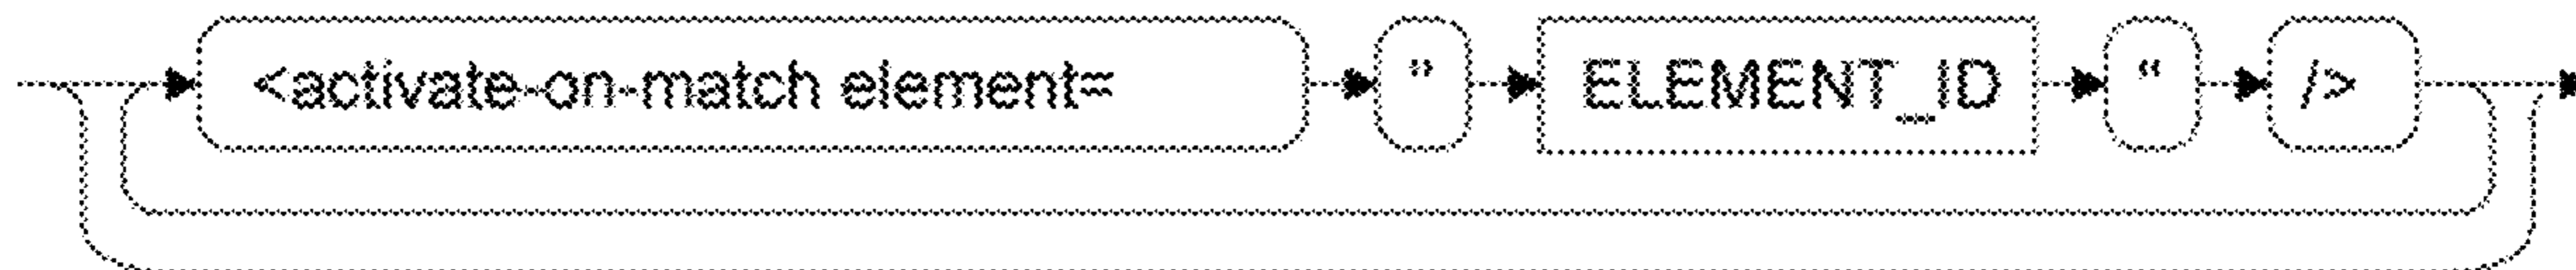 <activate-on-match element= ” ELEMENT_ID “ />